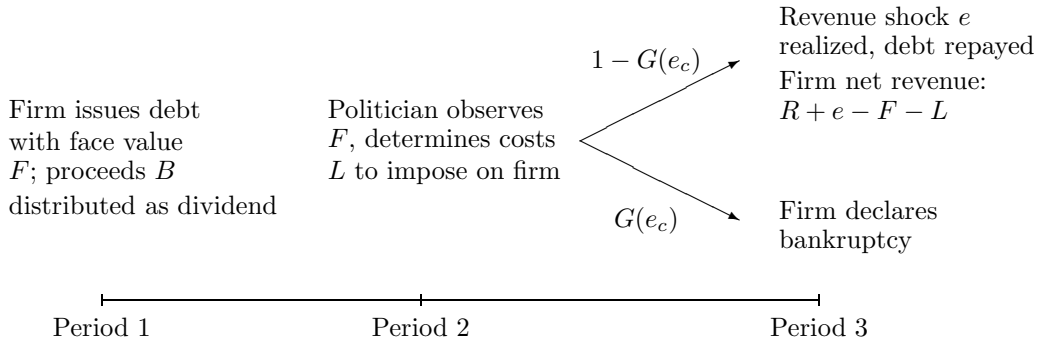 Firm issues debt
with face value
F; proceeds B
distributed as dividend
Politician observes
F, determines costs
L to impose on firm
1 − G(e_c)
G(e_c)
Revenue shock e
realized, debt repayed
Firm net revenue:
R + e − F − L
Firm declares
bankruptcy
Period 1
Period 2
Period 3